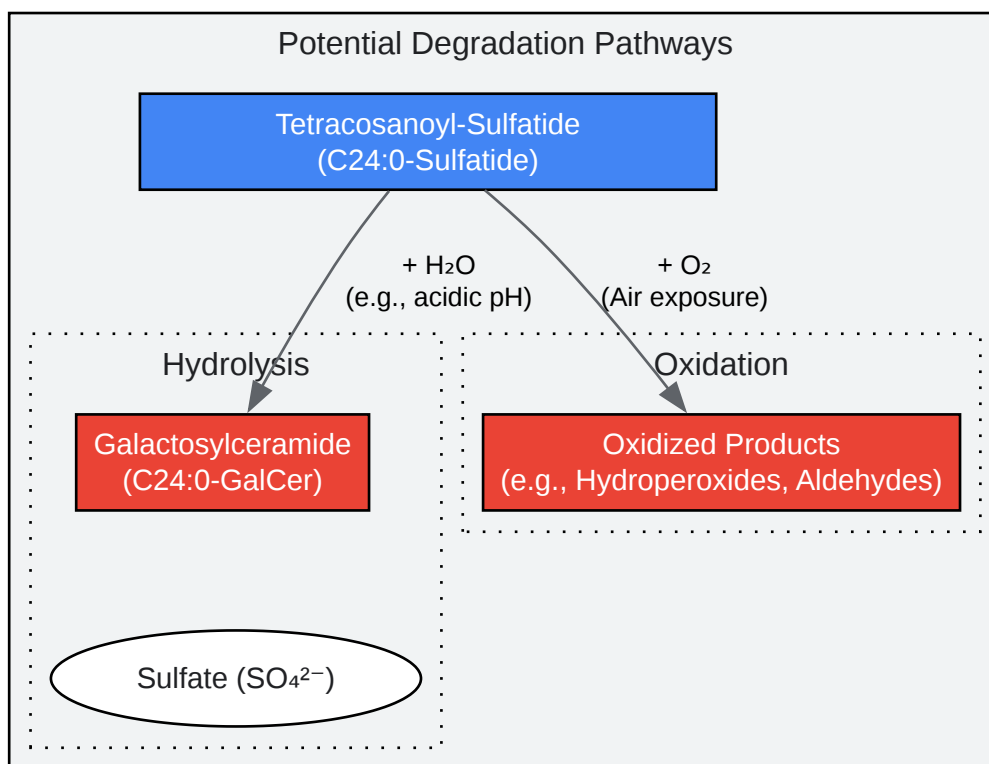 Potential Degradation Pathways
Tetracosanoyl-Sulfatide
(C24:0-Sulfatide)
+ H₂O
(e.g., acidic pH)
+ O₂
(Air exposure)
Hydrolysis
Oxidation
Galactosylceramide
(C24:0-GalCer)
Oxidized Products
(e.g., Hydroperoxides, Aldehydes)
Sulfate (SO₄²⁻)